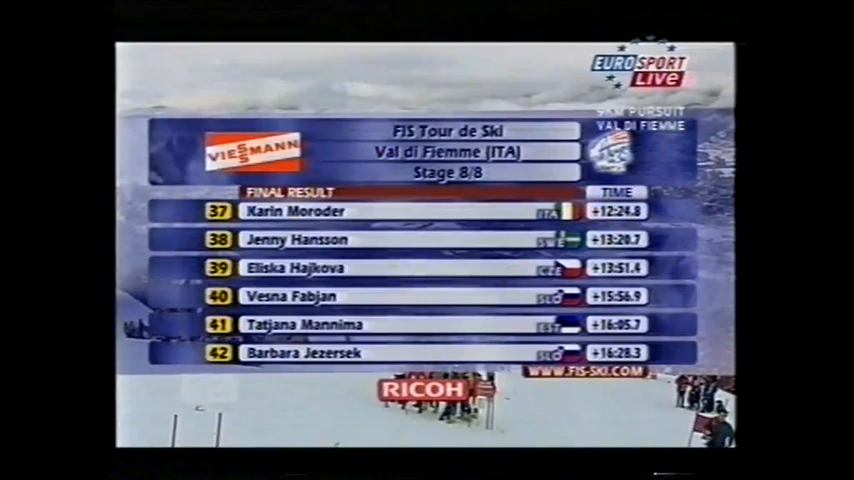 EUROSPORT
LIVE
9KM PURSUIT
VAL DI FIEMME
VIESSMANN
FIS Tour de Ski
Val di Fiemme (ITA)
Stage 8/8
FINAL RESULT TIME
37 Karin Moroder ITA +12:24.8
38 Jenny Hansson SWE +13:20.7
39 Eliska Hajkova CZE +13:51.4
40 Vesna Fabjan SLO +15:56.9
41 Tatjana Mannima EST +16:05.7
42 Barbara Jezersek SLO +16:28.3
WWW.FIS-SKI.COM
RICOH